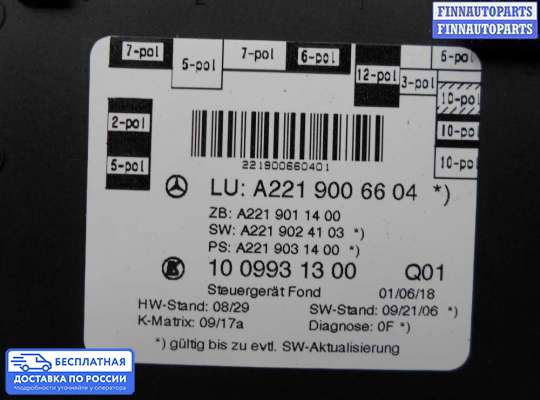 FINNAUTOPARTS
FINNAUTOPARTS
FINNAUTOPARTS
7-pol
5-pol
7-pol
6-pol
12-pol
3-pol
5-pol
10-pol
10-pol
10-pol
2-pol
5-pol
221900660401
LU: A221 900 66 04 *)
ZB: A221 901 14 00
SW: A221 902 41 03 *)
PS: A221 903 14 00 *)
K 10 0993 13 00 Q01
Steuergerät Fond 01/06/18
HW-Stand: 08/29 SW-Stand: 09/21/06 *)
K-Matrix: 09/17a Diagnose: 0F *)
*) gültig bis zu evtl. SW-Aktualisierung
БЕСПЛАТНАЯ
ДОСТАВКА ПО РОССИИ
*подробности уточняйте у оператора